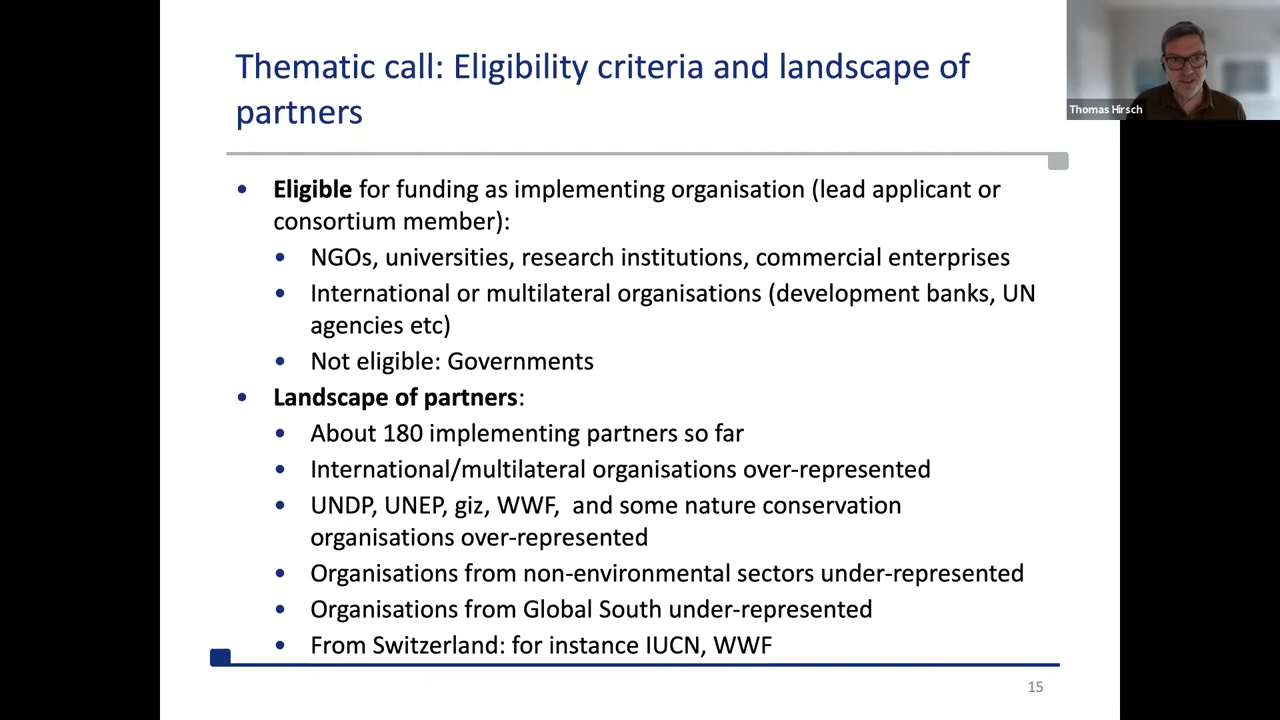 Thematic call: Eligibility criteria and landscape of
partners
Thomas Hirsch
• Eligible for funding as implementing organisation (lead applicant or
consortium member):
• NGOs, universities, research institutions, commercial enterprises
• International or multilateral organisations (development banks, UN
agencies etc)
• Not eligible: Governments
• Landscape of partners:
• About 180 implementing partners so far
• International/multilateral organisations over-represented
• UNDP, UNEP, giz, WWF, and some nature conservation
organisations over-represented
• Organisations from non-environmental sectors under-represented
• Organisations from Global South under-represented
• From Switzerland: for instance IUCN, WWF
15